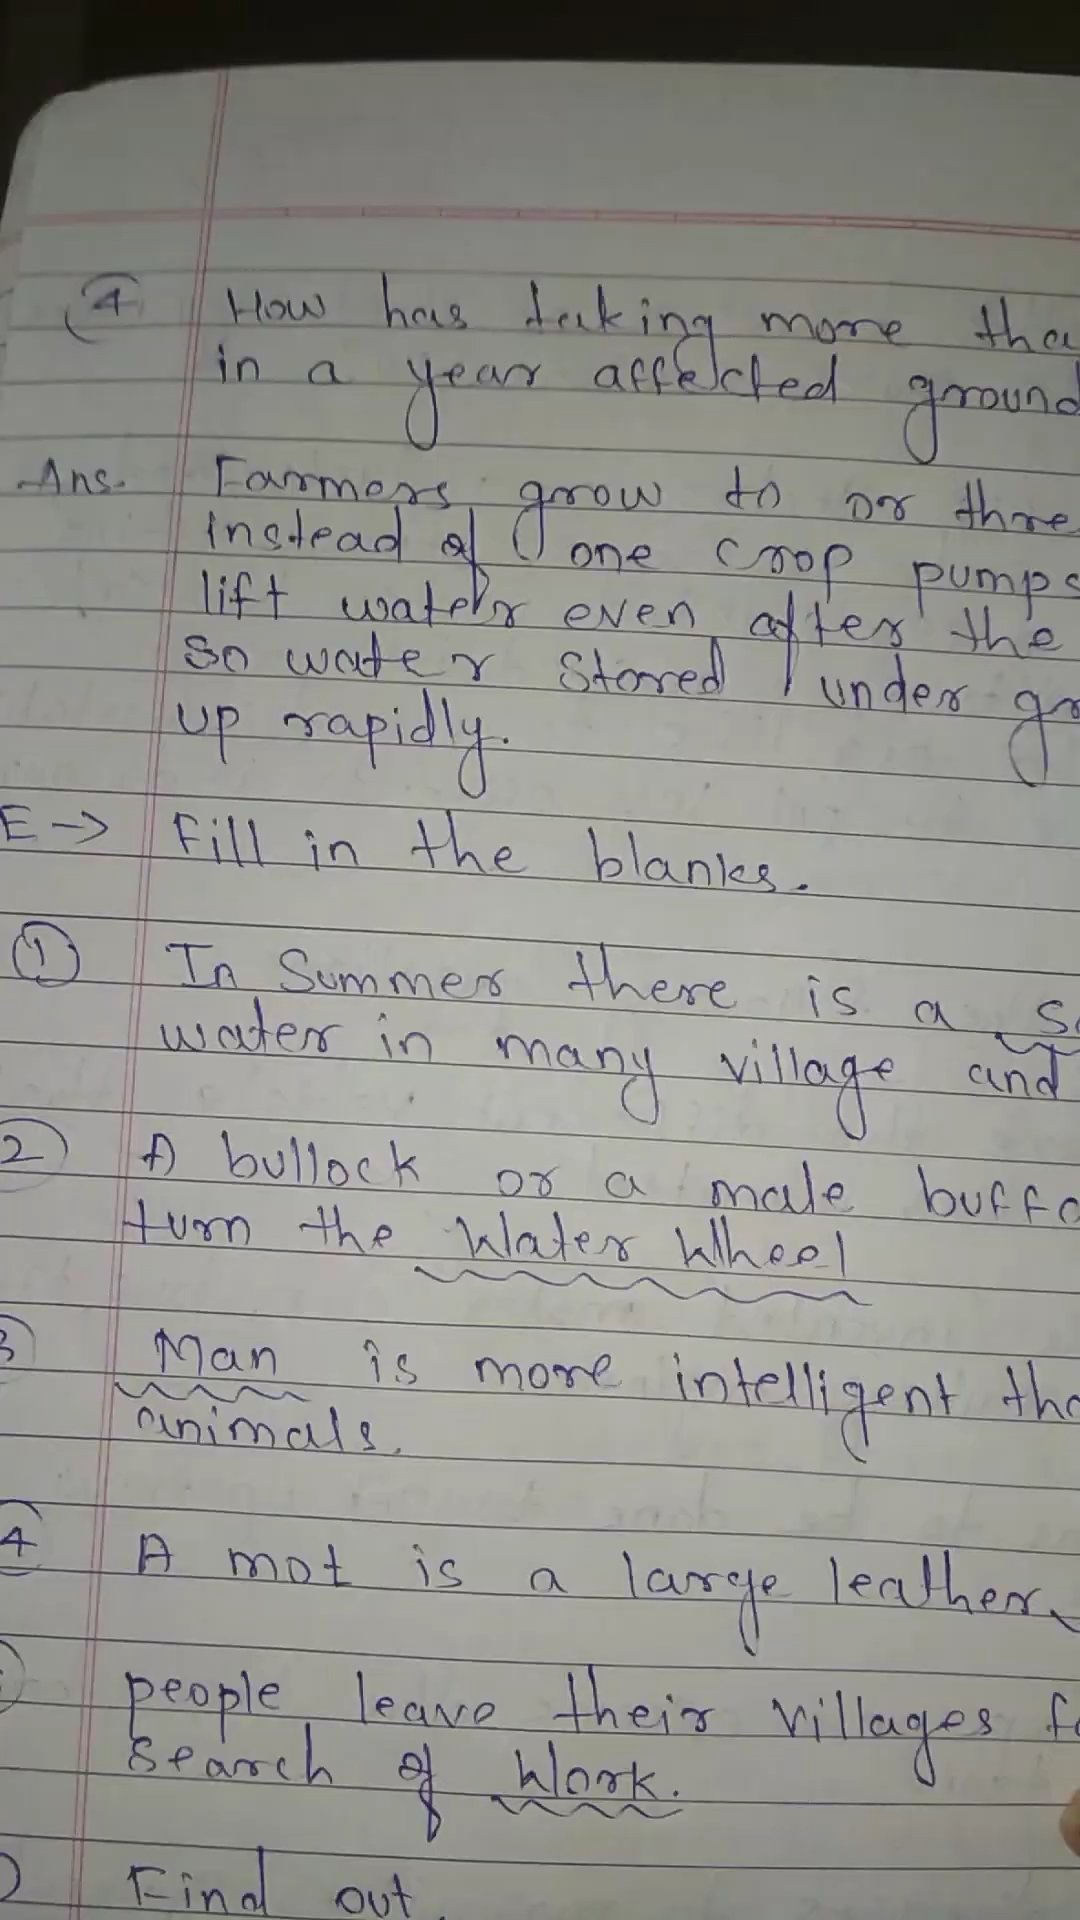 4 How has taking more tha
in a year affected ground
Ans. Farmers grow to or thre
instead of one crop pumps
lift water even after the
so water stored under gr
up rapidly.
E → Fill in the blanks.
1 In Summer there is a
water in many village and
2 A bullock or a male buffa
turn the Water Wheel
3 Man is more intelligent tha
animals.
4 A mot is a large leather
people leave their villages
search of Work.
Find out.